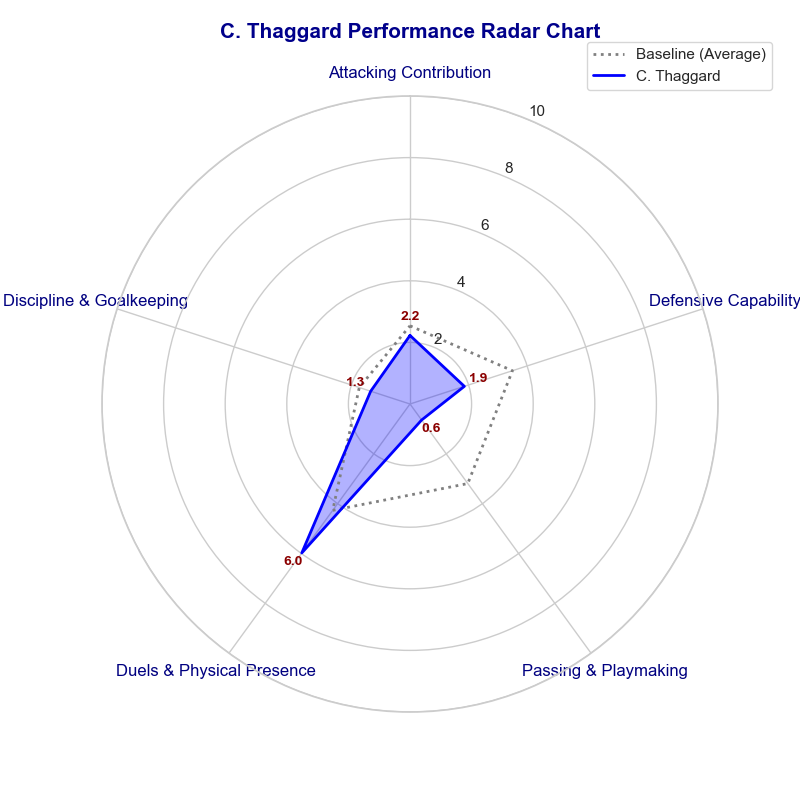 C. Thaggard Performance Radar Chart
Baseline (Average)
C. Thaggard
Attacking Contribution
10
8
6
4
2
Discipline & Goalkeeping
Defensive Capability
2.2
1.3
1.9
0.6
6.0
Duels & Physical Presence
Passing & Playmaking